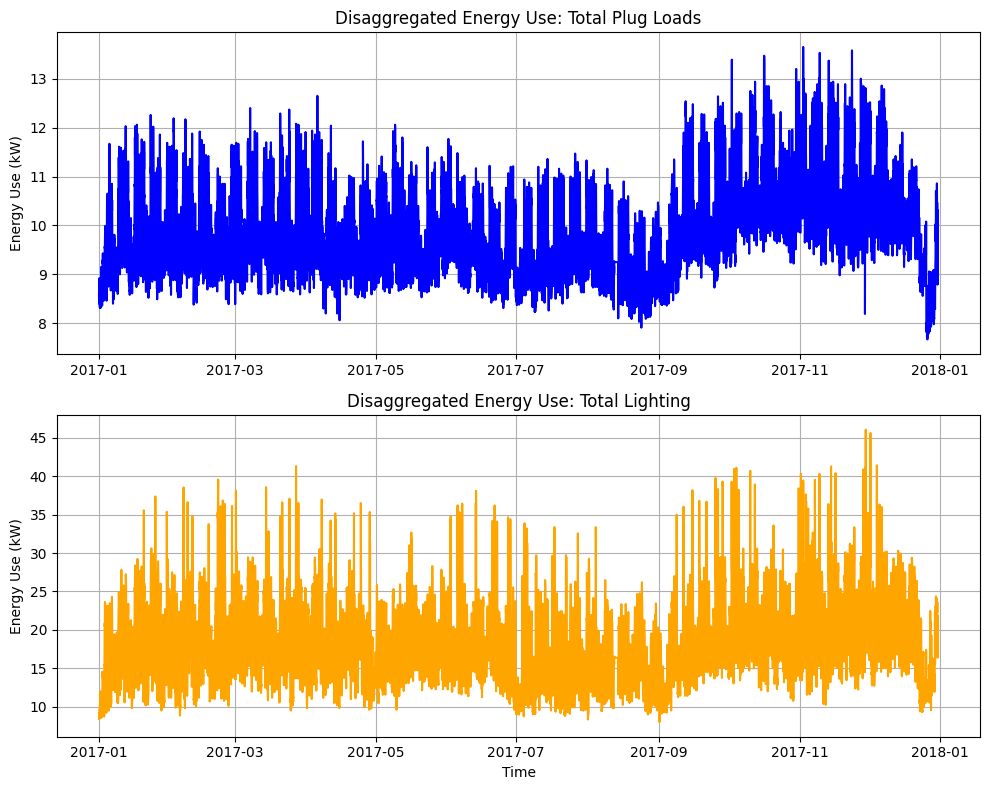 Disaggregated Energy Use: Total Plug Loads
Energy Use (kW)
13
12
11
10
9
8
2017-01 2017-03 2017-05 2017-07 2017-09 2017-11 2018-01
Disaggregated Energy Use: Total Lighting
Energy Use (kW)
45
40
35
30
25
20
15
10
2017-01 2017-03 2017-05 2017-07 2017-09 2017-11 2018-01
Time